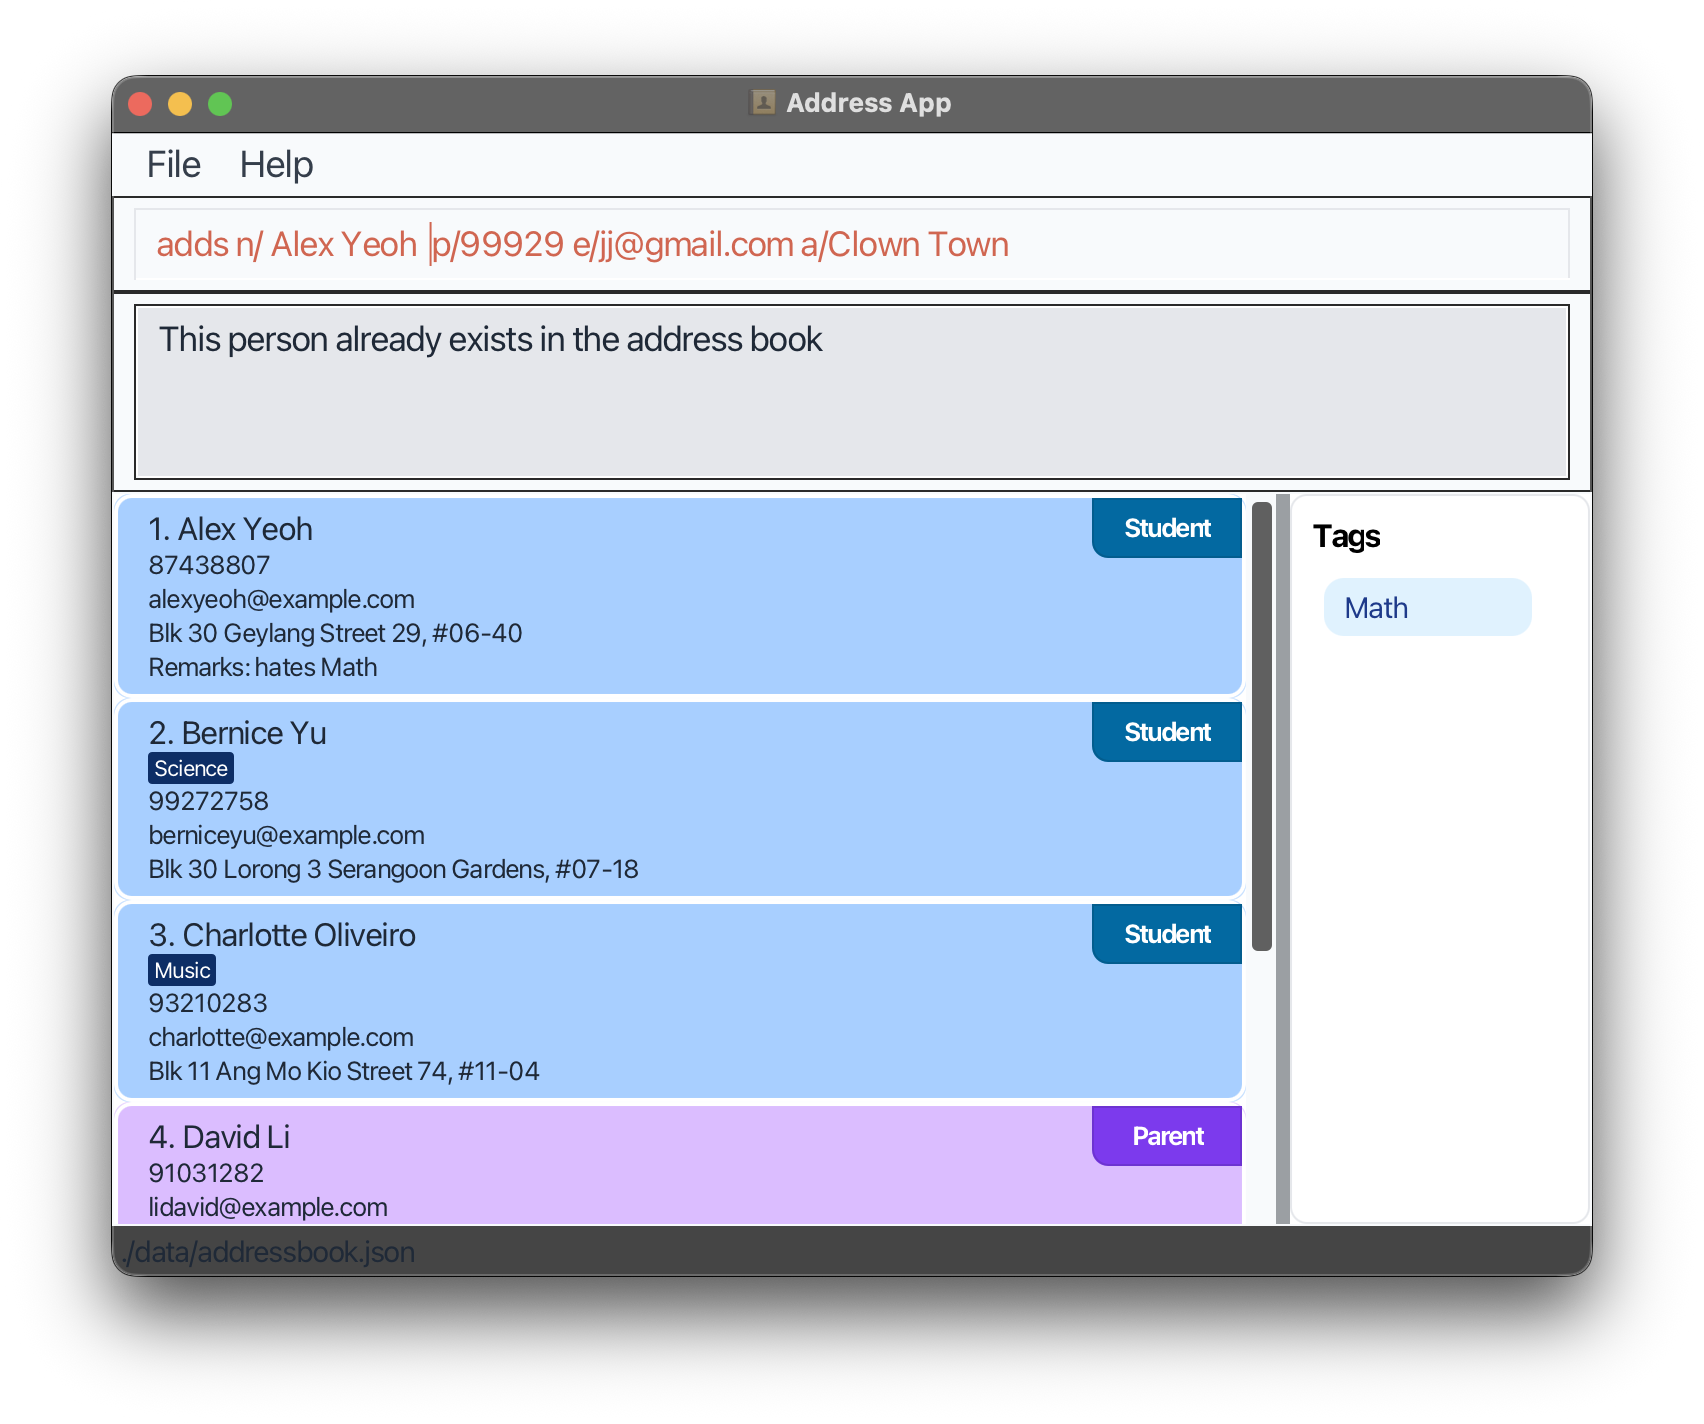 Address App
File Help
adds n/ Alex Yeoh p/99929 e/jj@gmail.com a/Clown Town
This person already exists in the address book
1. Alex Yeoh
Student
87438807
alexyeoh@example.com
Blk 30 Geylang Street 29, #06-40
Remarks: hates Math
2. Bernice Yu
Student
Science
99272758
berniceyu@example.com
Blk 30 Lorong 3 Serangoon Gardens, #07-18
3. Charlotte Oliveiro
Student
Music
93210283
charlotte@example.com
Blk 11 Ang Mo Kio Street 74, #11-04
4. David Li
Parent
91031282
lidavid@example.com
Tags
Math
./data/addressbook.json